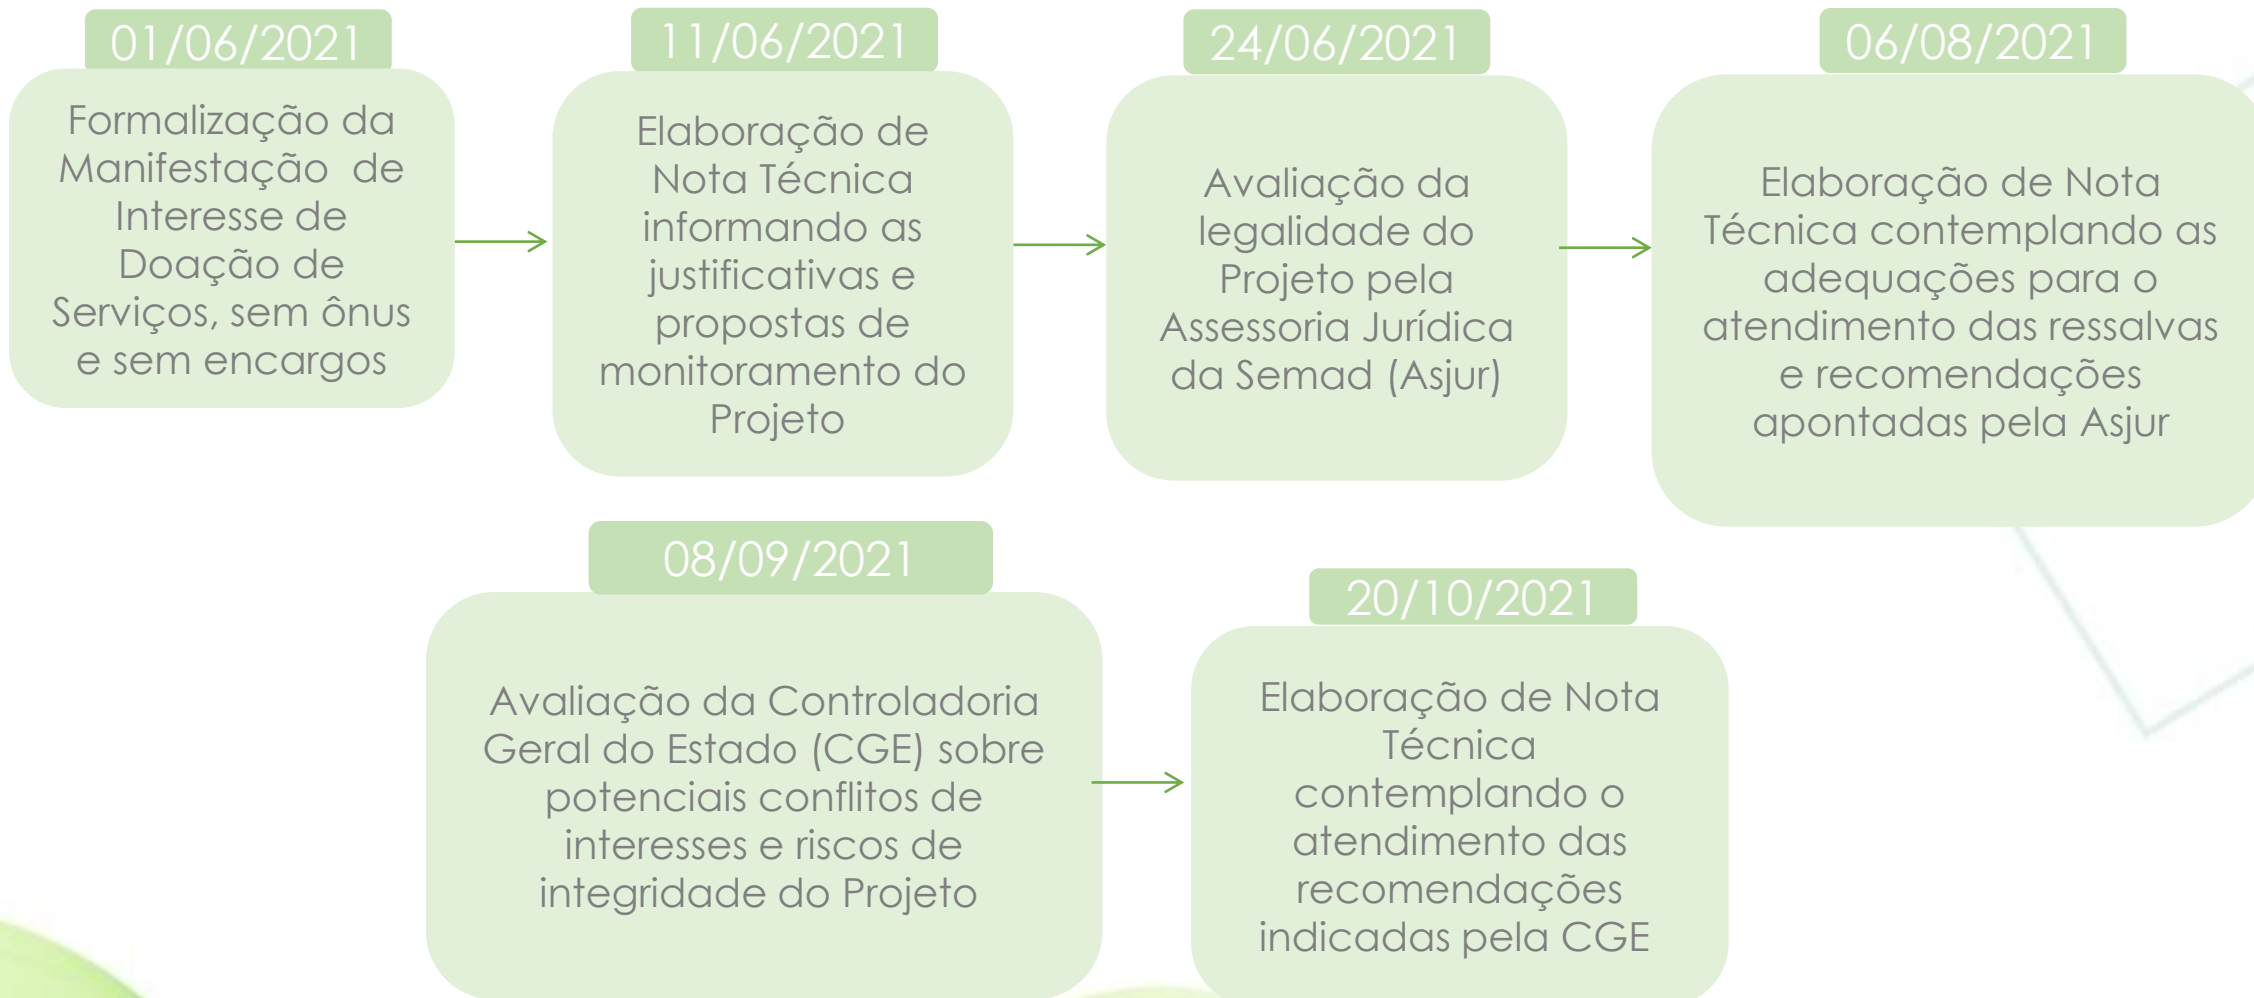 01/06/2021
Formalização da
Manifestação  de
Interesse de
Doação de
Serviços, sem ônus
e sem encargos
11/06/2021
Elaboração de
Nota Técnica
informando as
justificativas e
propostas de
monitoramento do
Projeto
24/06/2021
Avaliação da
legalidade do
Projeto pela
Assessoria Jurídica
da Semad (Asjur)
06/08/2021
Elaboração de Nota
Técnica contemplando as
adequações para o
atendimento das ressalvas
e recomendações
apontadas pela Asjur
08/09/2021
Avaliação da Controladoria
Geral do Estado (CGE) sobre
potenciais conflitos de
interesses e riscos de
integridade do Projeto
20/10/2021
Elaboração de Nota
Técnica
contemplando o
atendimento das
recomendações
indicadas pela CGE